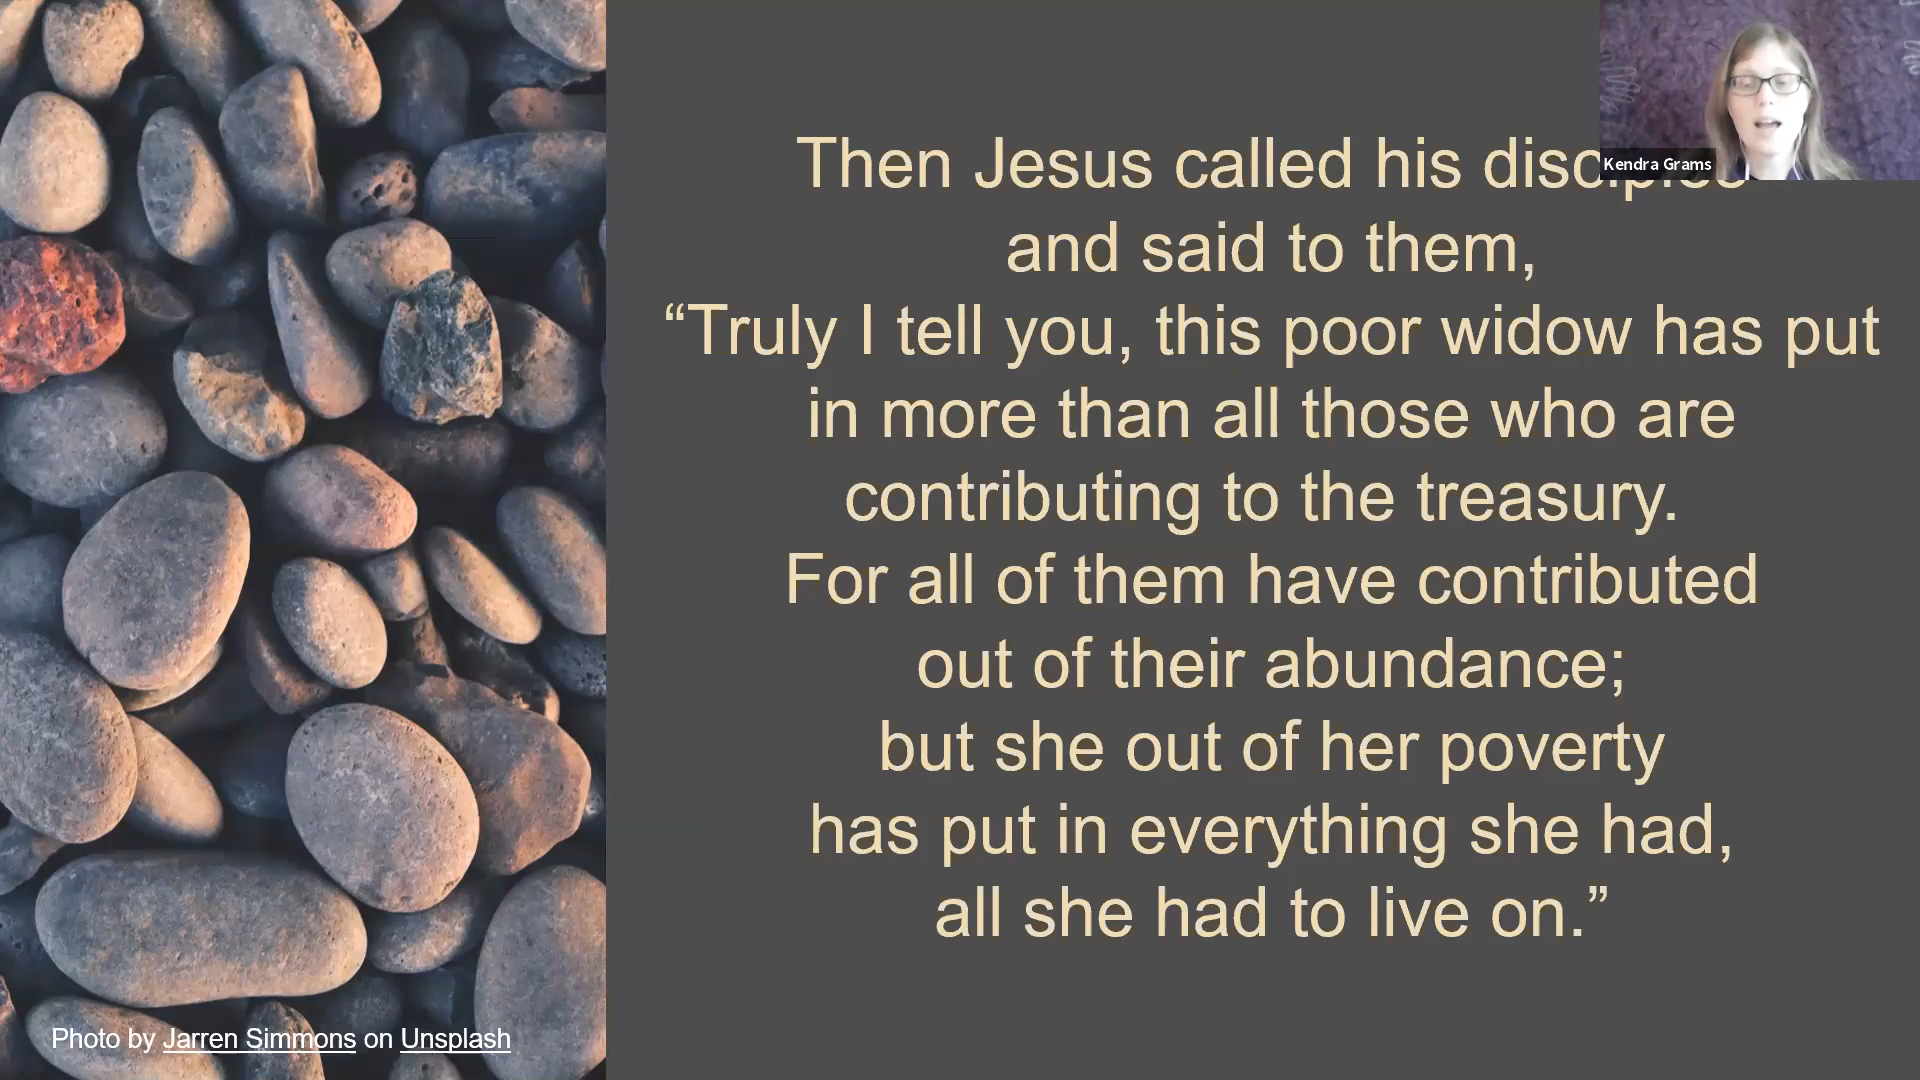 Then Jesus called his disciples
and said to them,
“Truly I tell you, this poor widow has put
in more than all those who are
contributing to the treasury.
For all of them have contributed
out of their abundance;
but she out of her poverty
has put in everything she had,
all she had to live on.”
Kendra Grams
Photo by Jarren Simmons on Unsplash